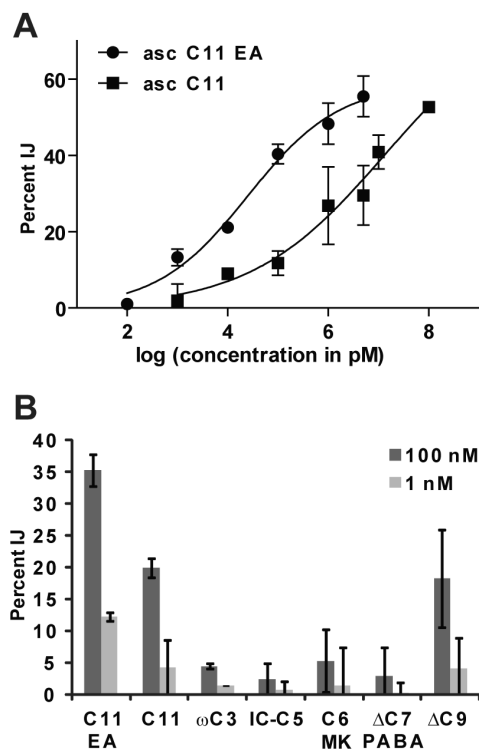 A
asc C11 EA
asc C11
60
40
20
0
Percent IJ
2 4 6 8
log (concentration in pM)
B
40
35
30
25
20
15
10
5
0
Percent IJ
100 nM
1 nM
C11 C11 ωC3 IC-C5 C6 ΔC7 ΔC9
EA MK PABA